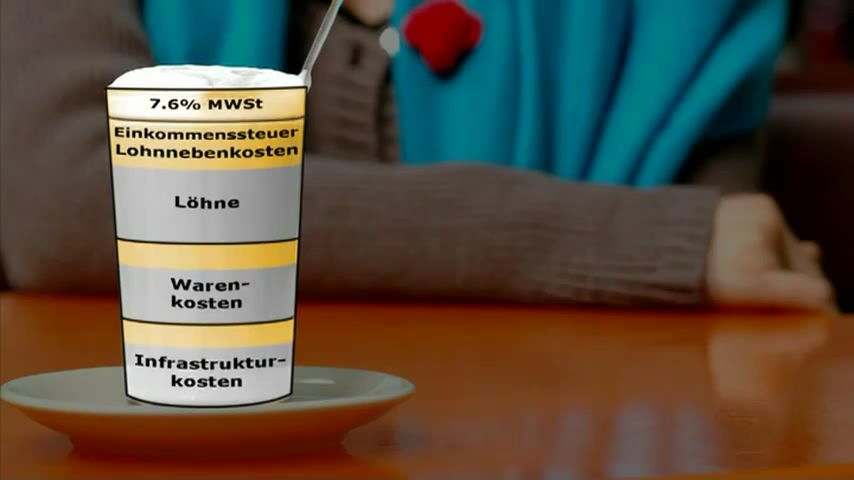 7.6% MWSt
Einkommenssteuer
Lohnnebenkosten
Löhne
Waren-
kosten
Infrastruktur-
kosten